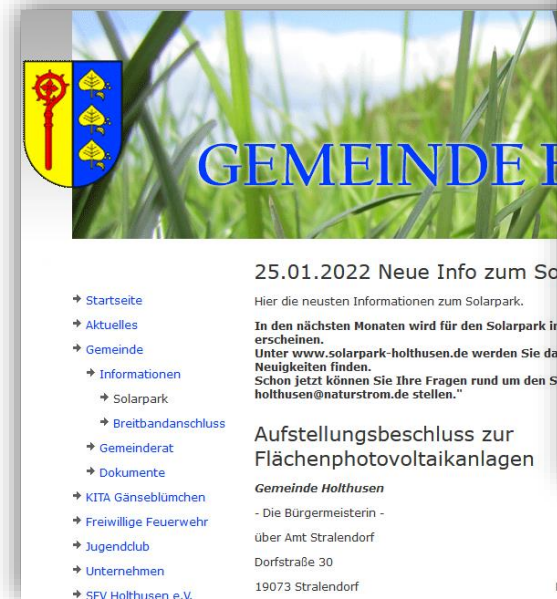 GEMEINDE
Startseite
Aktuelles
Gemeinde
Informationen
Solarpark
Breitbandanschluss
Gemeinderat
Dokumente
KITA Gänseblümchen
Freiwillige Feuerwehr
Jugendclub
Unternehmen
SFV Holthusen e.V.
25.01.2022 Neue Info zum
Hier die neusten Informationen zum Solarpark.
In den nächsten Monaten wird für den Solarpark
erscheinen.
Unter www.solarpark-holthusen.de werden Sie
Neuigkeiten finden.
Schon jetzt können Sie Ihre Fragen rund um den
holthusen@naturstrom.de stellen."
Aufstellungsbeschluss zur
Flächenphotovoltaikanlagen
Gemeinde Holthusen
- Die Bürgermeisterin -
über Amt Stralendorf
Dorfstraße 30
19073 Stralendorf